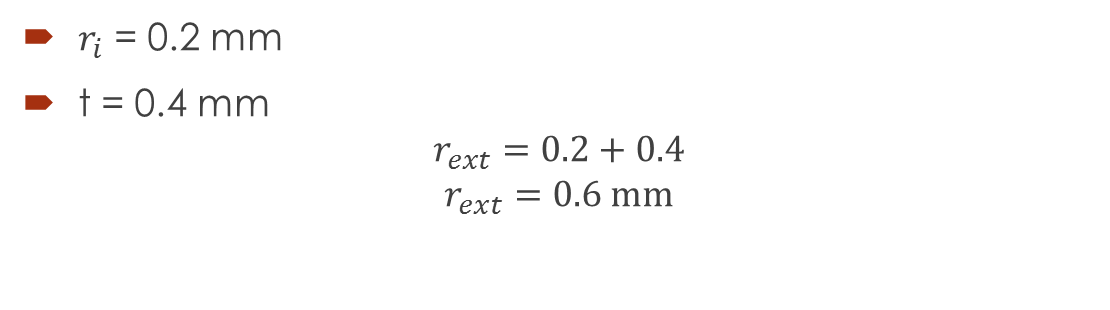 r_i = 0.2 mm
t = 0.4 mm
r_ext = 0.2 + 0.4
r_ext = 0.6 mm